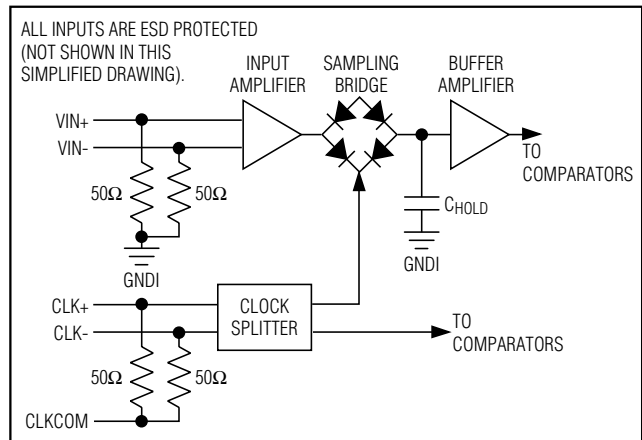 ALL INPUTS ARE ESD PROTECTED
(NOT SHOWN IN THIS
SIMPLIFIED DRAWING).
INPUT
AMPLIFIER
SAMPLING
BRIDGE
BUFFER
AMPLIFIER
VIN+
VIN-
TO
COMPARATORS
50Ω
50Ω
CHOLD
GNDI
GNDI
CLK+
CLK-
CLOCK
SPLITTER
TO
COMPARATORS
50Ω
50Ω
CLKCOM